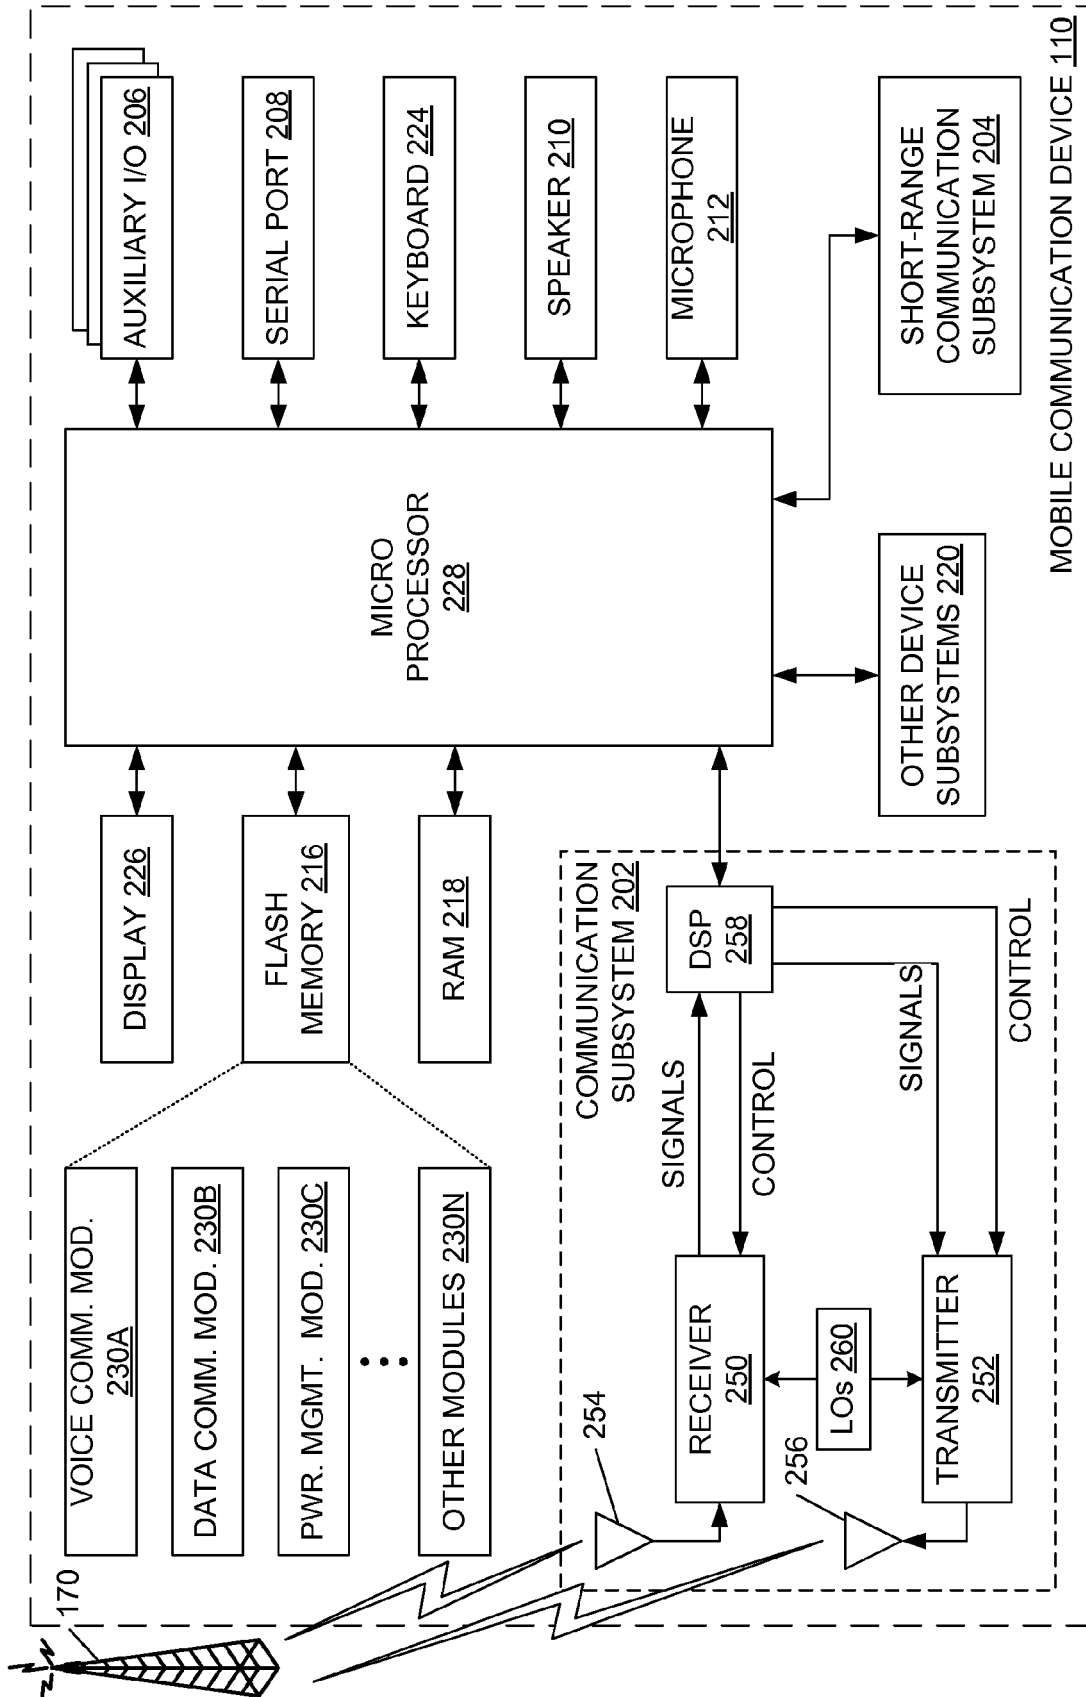 MOBILE COMMUNICATION DEVICE 110
170
VOICE COMM. MOD.
230A
DATA COMM. MOD. 230B
PWR. MGMT. MOD. 230C
OTHER MODULES 230N
DISPLAY 226
FLASH
MEMORY 216
RAM 218
MICRO
PROCESSOR
228
AUXILIARY I/O 206
SERIAL PORT 208
KEYBOARD 224
SPEAKER 210
MICROPHONE
212
SHORT-RANGE
COMMUNICATION
SUBSYSTEM 204
OTHER DEVICE
SUBSYSTEMS 220
COMMUNICATION
SUBSYSTEM 202
DSP
258
SIGNALS
CONTROL
SIGNALS
CONTROL
RECEIVER
250
LOs 260
TRANSMITTER
252
254
256